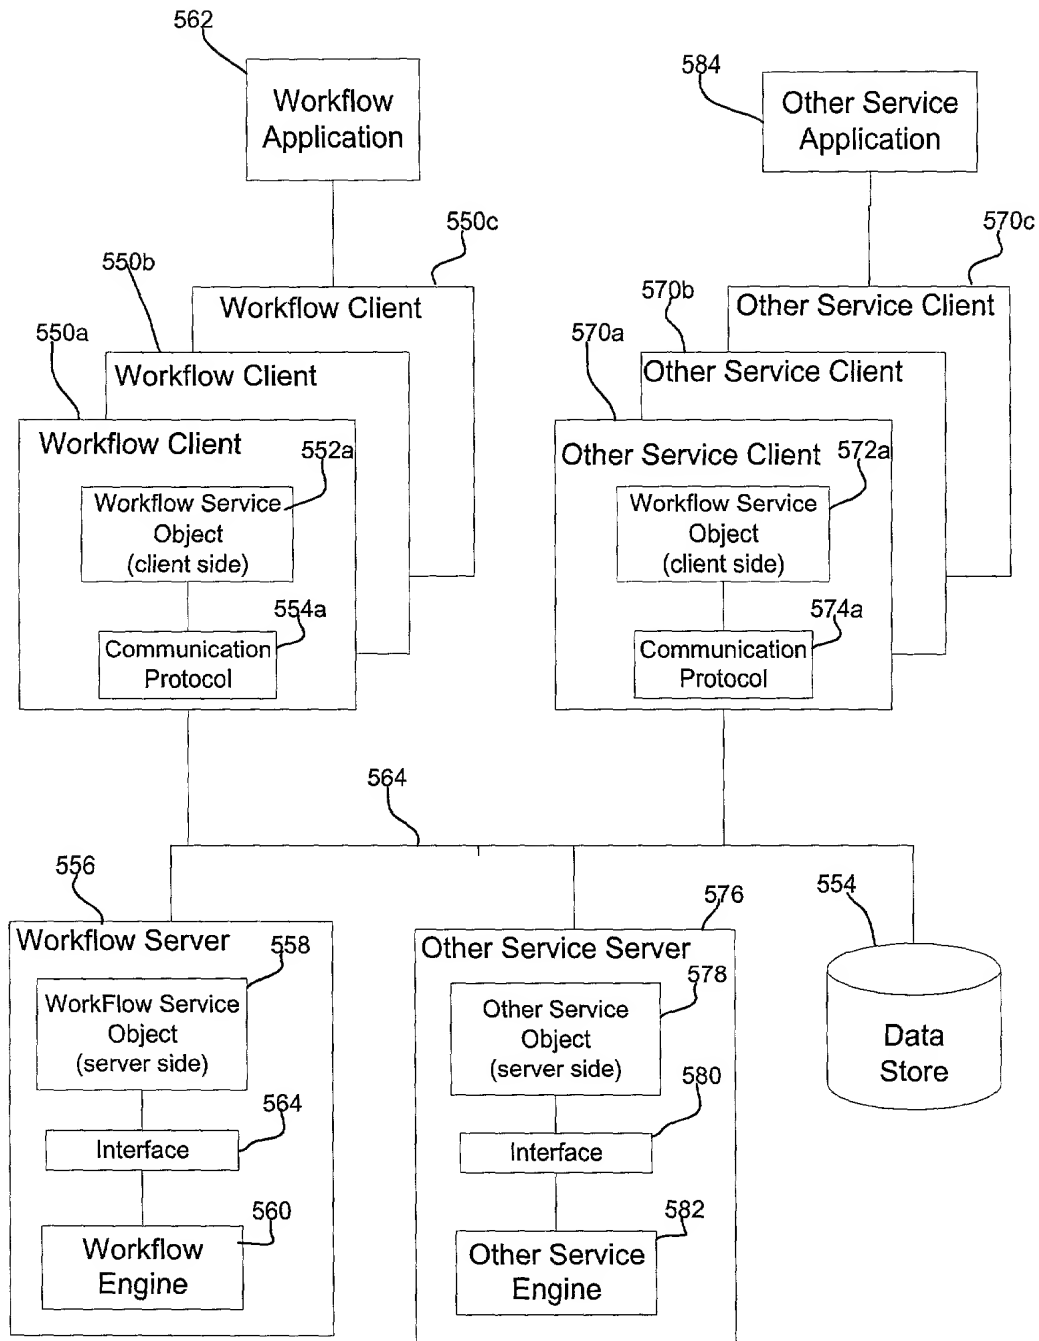 562
Workflow
Application
584
Other Service
Application
550c
550b
550a
Workflow Client
Workflow Client
Workflow Client
552a
Workflow Service
Object
(client side)
554a
Communication
Protocol
570c
570b
570a
Other Service Client
Other Service Client
Other Service Client
572a
Workflow Service
Object
(client side)
574a
Communication
Protocol
564
556
Workflow Server
558
WorkFlow Service
Object
(server side)
564
Interface
560
Workflow
Engine
576
Other Service Server
578
Other Service
Object
(server side)
580
Interface
582
Other Service
Engine
554
Data
Store